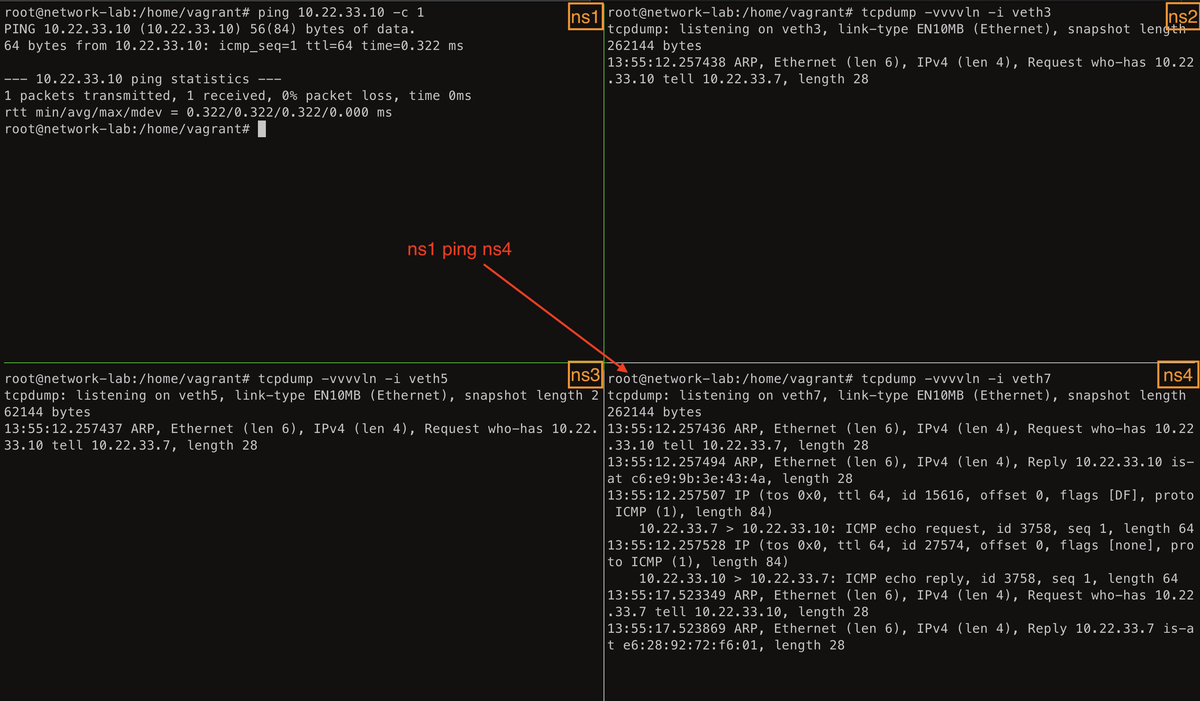 root@network-lab:/home/vagrant# ping 10.22.33.10 -c 1
PING 10.22.33.10 (10.22.33.10) 56(84) bytes of data.
64 bytes from 10.22.33.10: icmp_seq=1 ttl=64 time=0.322 ms
--- 10.22.33.10 ping statistics ---
1 packets transmitted, 1 received, 0% packet loss, time 0ms
rtt min/avg/max/mdev = 0.322/0.322/0.322/0.000 ms
root@network-lab:/home/vagrant#
ns1
root@network-lab:/home/vagrant# tcpdump -vvvvln -i veth3
tcpdump: listening on veth3, link-type EN10MB (Ethernet), snapshot length
262144 bytes
13:55:12.257438 ARP, Ethernet (len 6), IPv4 (len 4), Request who-has 10.22
.33.10 tell 10.22.33.7, length 28
ns2
ns1 ping ns4
root@network-lab:/home/vagrant# tcpdump -vvvvln -i veth5
tcpdump: listening on veth5, link-type EN10MB (Ethernet), snapshot length 2
62144 bytes
13:55:12.257437 ARP, Ethernet (len 6), IPv4 (len 4), Request who-has 10.22.
33.10 tell 10.22.33.7, length 28
ns3
root@network-lab:/home/vagrant# tcpdump -vvvvln -i veth7
tcpdump: listening on veth7, link-type EN10MB (Ethernet), snapshot length
262144 bytes
13:55:12.257436 ARP, Ethernet (len 6), IPv4 (len 4), Request who-has 10.22
.33.10 tell 10.22.33.7, length 28
13:55:12.257494 ARP, Ethernet (len 6), IPv4 (len 4), Reply 10.22.33.10 is-
at c6:e9:9b:3e:43:4a, length 28
13:55:12.257507 IP (tos 0x0, ttl 64, id 15616, offset 0, flags [DF], proto
ICMP (1), length 84)
10.22.33.7 > 10.22.33.10: ICMP echo request, id 3758, seq 1, length 64
13:55:12.257528 IP (tos 0x0, ttl 64, id 27574, offset 0, flags [none], pro
to ICMP (1), length 84)
10.22.33.10 > 10.22.33.7: ICMP echo reply, id 3758, seq 1, length 64
13:55:17.523349 ARP, Ethernet (len 6), IPv4 (len 4), Request who-has 10.22
.33.7 tell 10.22.33.10, length 28
13:55:17.523869 ARP, Ethernet (len 6), IPv4 (len 4), Reply 10.22.33.7 is-a
t e6:28:92:72:f6:01, length 28
ns4